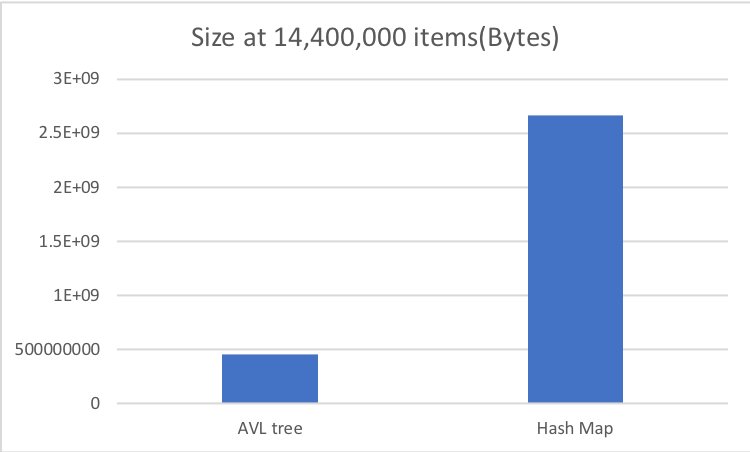 Size at 14,400,000 items(Bytes)
3E+09
2.5E+09
2E+09
1.5E+09
1E+09
500000000
0
AVL tree
Hash Map